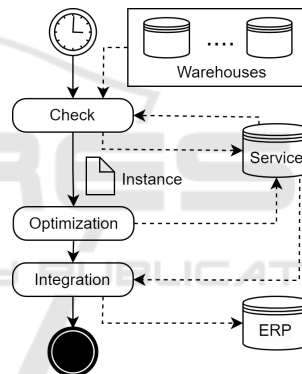 ....
Warehouses
Check
Service
Instance
Optimization
Integration
ERP